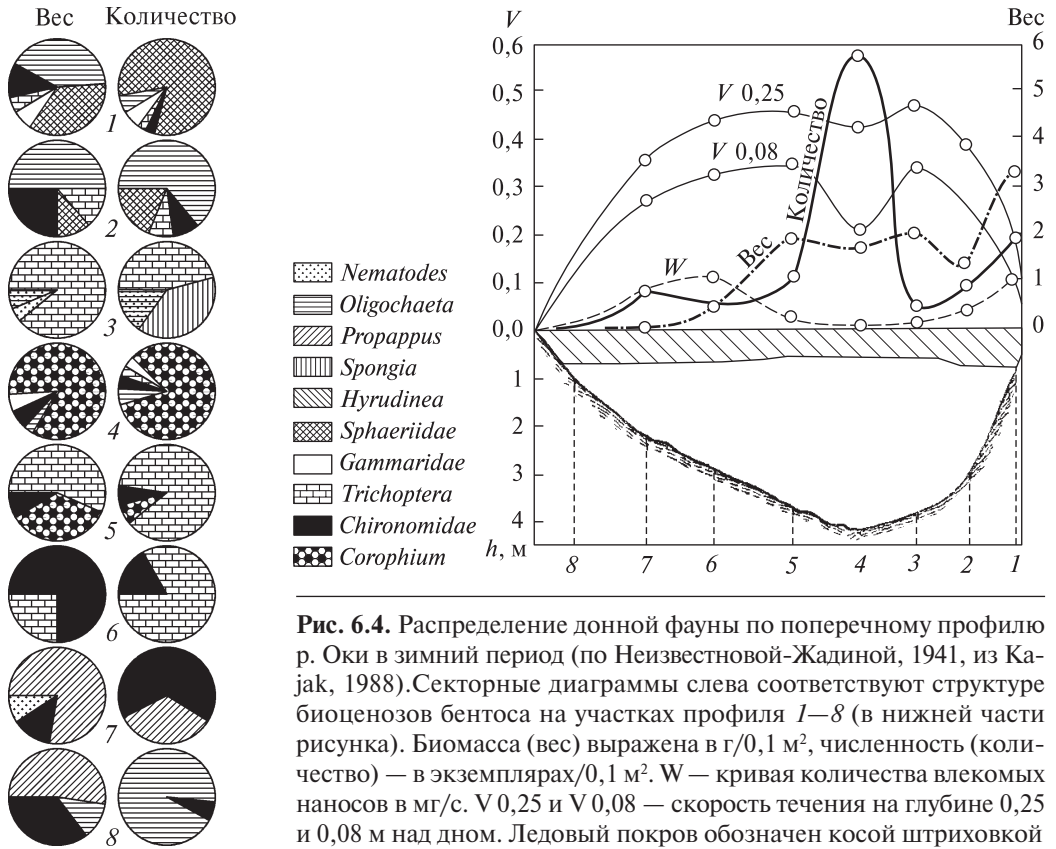 Вес Количество
1
2
3
4
5
6
7
8
Nematodes
Oligochaeta
Propappus
Spongia
Hyrudinea
Sphaeriidae
Gammaridae
Trichoptera
Chironomidae
Corophium
V
Вес
0,6
0,5
0,4
0,3
0,2
0,1
0,0
6
5
4
3
2
1
0
V 0,25
V 0,08
Количество
Вес
W
1
2
3
4
h, м
8 7 6 5 4 3 2 1
Рис. 6.4. Распределение донной фауны по поперечному профилю
р. Оки в зимний период (по Неизвестновой-Жадиной, 1941, из Ka-
jak, 1988).Секторные диаграммы слева соответствуют структуре
биоценозов бентоса на участках профиля 1—8 (в нижней части
рисунка). Биомасса (вес) выражена в г/0,1 м², численность (коли-
чество) — в экземплярах/0,1 м². W — кривая количества влекомых
наносов в мг/с. V 0,25 и V 0,08 — скорость течения на глубине 0,25
и 0,08 м над дном. Ледовый покров обозначен косой штриховкой